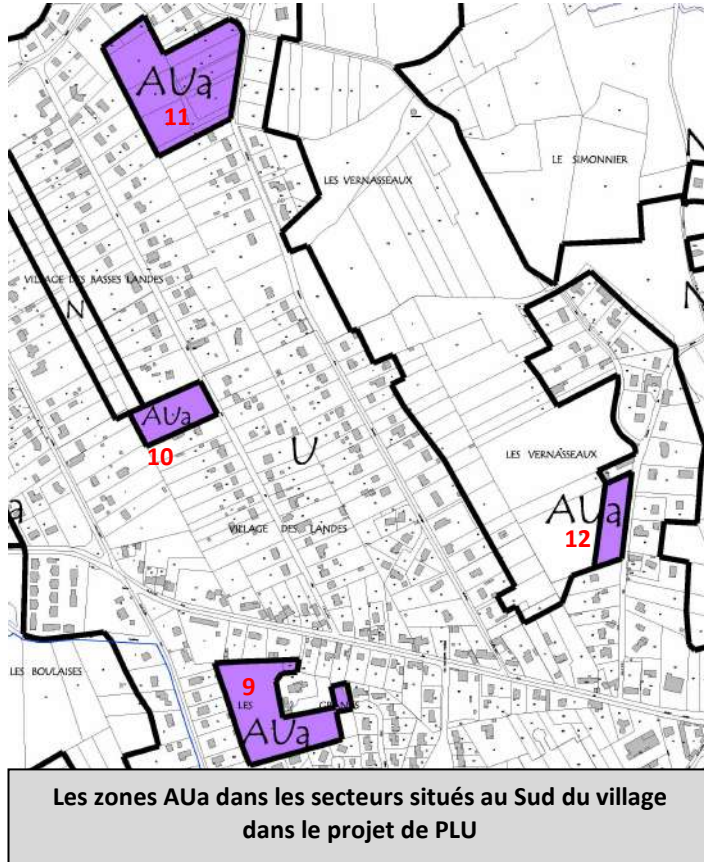 AUa
11
LES VERNASSEAUX
LE SIMONNIER
N
VILLAGE DES BASSES LANDES
N
N
AUa
10
U
LES VERNASSEAUX
AUa
12
VILLAGE DES LANDES
a
LES BOULAISES
9
LES GRANDS
AUa
Les zones AUa dans les secteurs situés au Sud du village
dans le projet de PLU